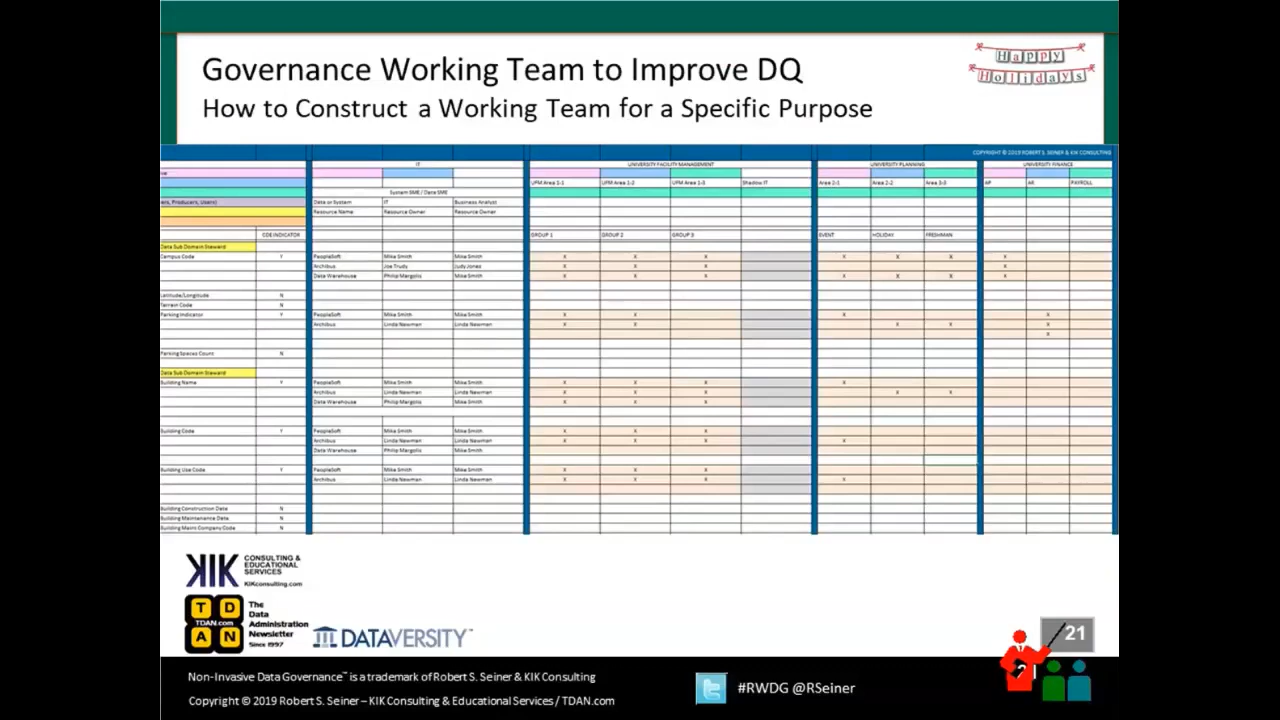 Governance Working Team to Improve DQ
Happy
Holidays
How to Construct a Working Team for a Specific Purpose
COPYRIGHT © 2019 ROBERT S. SEINER & KIK CONSULTING
IT UNIVERSITY FACILITY MANAGEMENT UNIVERSITY PLANNING UNIVERSITY FINANCE
UFM Area 1-1 UFM Area 1-2 UFM Area 1-3 Shadow IT Area 2-1 Area 2-2 Area 2-3 AP AR PAYROLL
System SME / Data SME
ers, Producers, Users) Data or System IT Business Analyst
Resource Name Resource Owner Resource Owner
CDE INDICATOR GROUP 1 GROUP 2 GROUP 3 EVENT HOLIDAY FRESHMAN
Data Sub Domain Steward
Campus Code Y PeopleSoft Mike Smith Mike Smith X X X X X X X
Archibus Joe Trudy Judy Jones X X X X
Data Warehouse Philip Margolis Mike Smith X X X X X X X
Latitude/Longitude N
Terrain Code N
Parking Indicator Y PeopleSoft Mike Smith Mike Smith X X X X
Archibus Linda Newman Linda Newman X X X X X
X
Parking Spaces Count N
Data Sub Domain Steward
Building Name Y PeopleSoft Mike Smith Mike Smith X X X X
Archibus Linda Newman Linda Newman X X X X X
Data Warehouse Philip Margolis Mike Smith X X X
Building Code Y PeopleSoft Mike Smith Mike Smith X X X
Archibus Linda Newman Linda Newman X X X X
Data Warehouse Philip Margolis Mike Smith
Building Use Code Y PeopleSoft Mike Smith Mike Smith X X X
Archibus Linda Newman Linda Newman X X X X
Building Construction Date N
Building Maintenance Date N
Building Maint Company Code N
KIK CONSULTING &
EDUCATIONAL
SERVICES
KIKconsulting.com
T D
TDAN.com
A N
The
Data
Administration
Newsletter
Since 1997
DATAVERSITY™
21
Non-Invasive Data Governance™ is a trademark of Robert S. Seiner & KIK Consulting
#RWDG @RSeiner
Copyright © 2019 Robert S. Seiner – KIK Consulting & Educational Services / TDAN.com